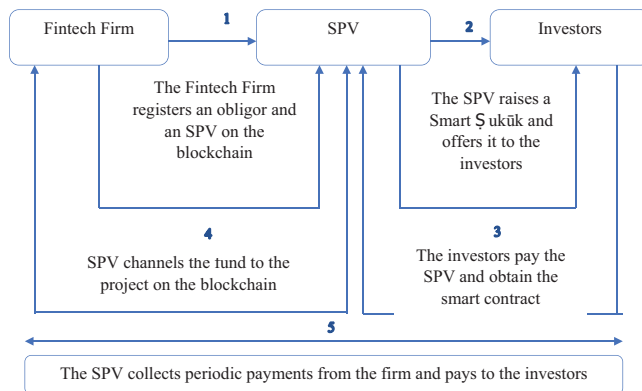 Fintech Firm
1
SPV
2
Investors
The Fintech Firm
registers an obligor and
an SPV on the
blockchain
The SPV raises a
Smart Ṣ ukūk and
offers it to the
investors
4
SPV channels the tund to the
project on the blockchain
3
The investors pay the
SPV and obtain the
smart contract
5
The SPV collects periodic payments from the firm and pays to the investors